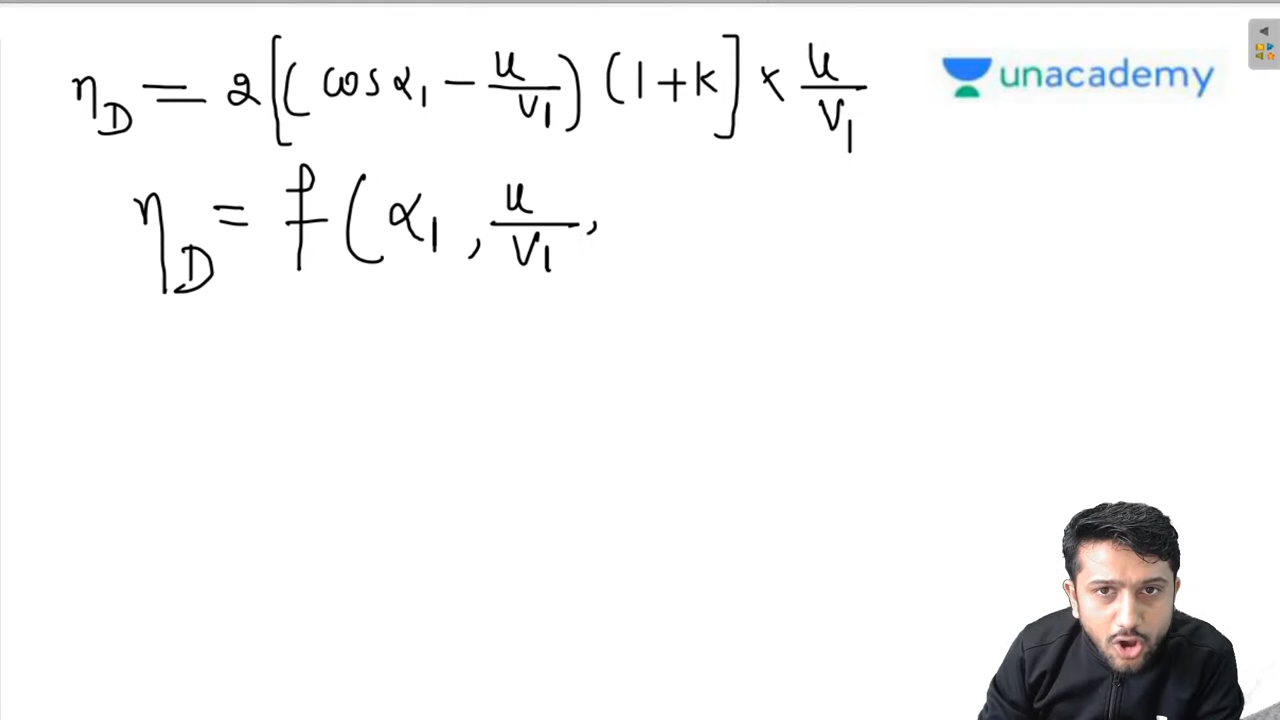 η_D = 2[(cos α₁ − u/V₁)(1+k] × u/V₁
unacademy
η_D = f(α₁, u/V₁,